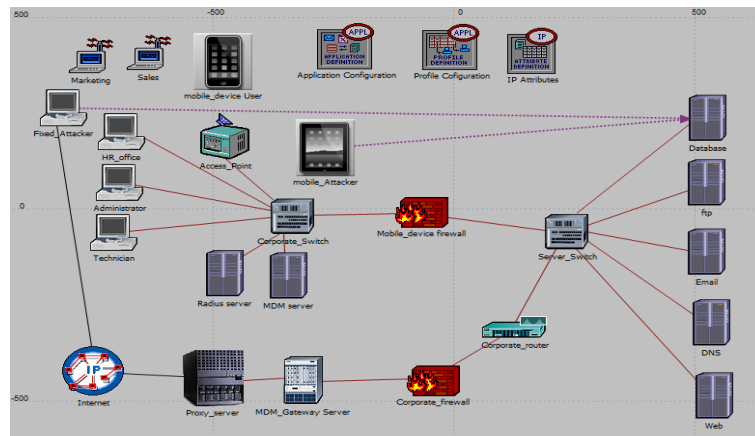 500
-500
0
500
APPL
APPLICATION
DEFINITION
APPL
PROFILE
DEFINITION
IP
ATTRIBUTE
DEFINITION
Marketing
Sales
mobile_device User
Application Configuration
Profile Cofiguration
IP Attributes
Fixed_Attacker
HR_office
Access_Point
mobile_Attacker
Database
Administrator
0
Technician
Corporate_Switch
Mobile_device firewall
Server_Switch
ftp
Radius server
MDM server
Email
Corporate_router
DNS
IP
Internet
-500
Proxy_server
MDM_Gateway Server
Corporate_firewall
Web